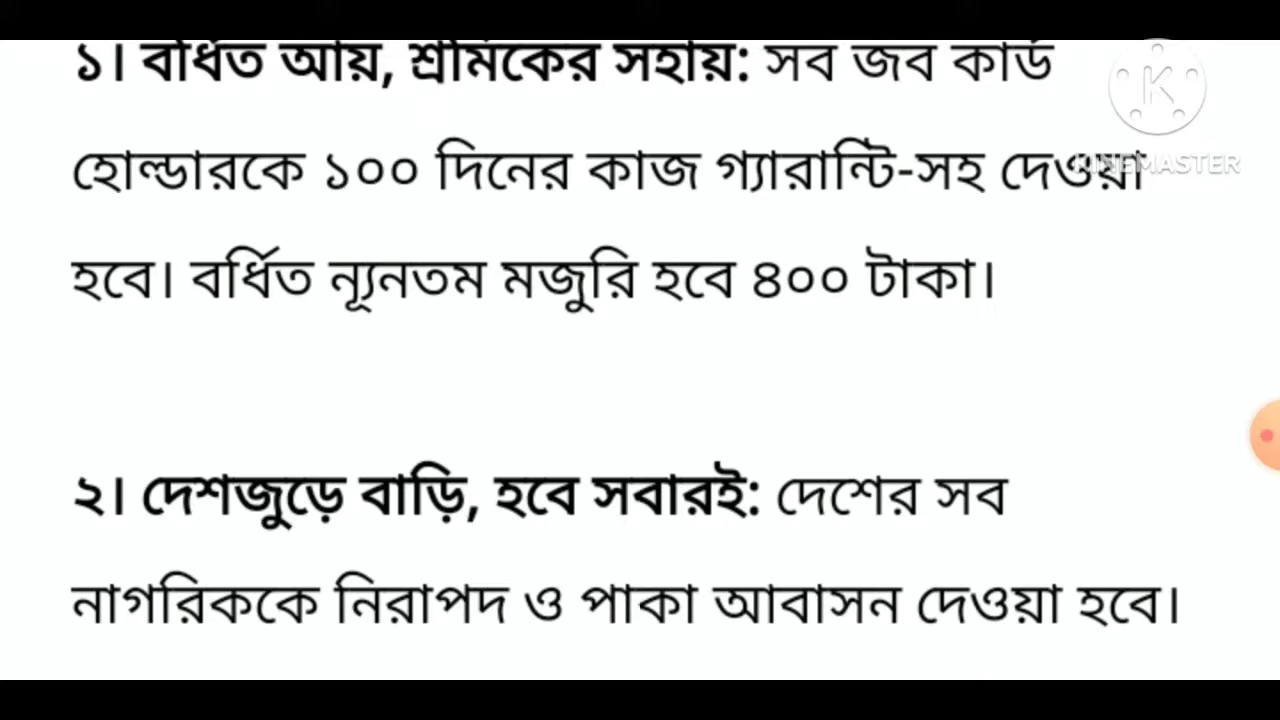 ১। বর্ধিত আয়, শ্রমিকের সহায়: সব জব কার্ড
হোল্ডারকে ১০০ দিনের কাজ গ্যারান্টি-সহ দেওয়া
হবে। বর্ধিত ন্যূনতম মজুরি হবে ৪০০ টাকা।
২। দেশজুড়ে বাড়ি, হবে সবারই: দেশের সব
নাগরিককে নিরাপদ ও পাকা আবাসন দেওয়া হবে।
K
KINEMASTER